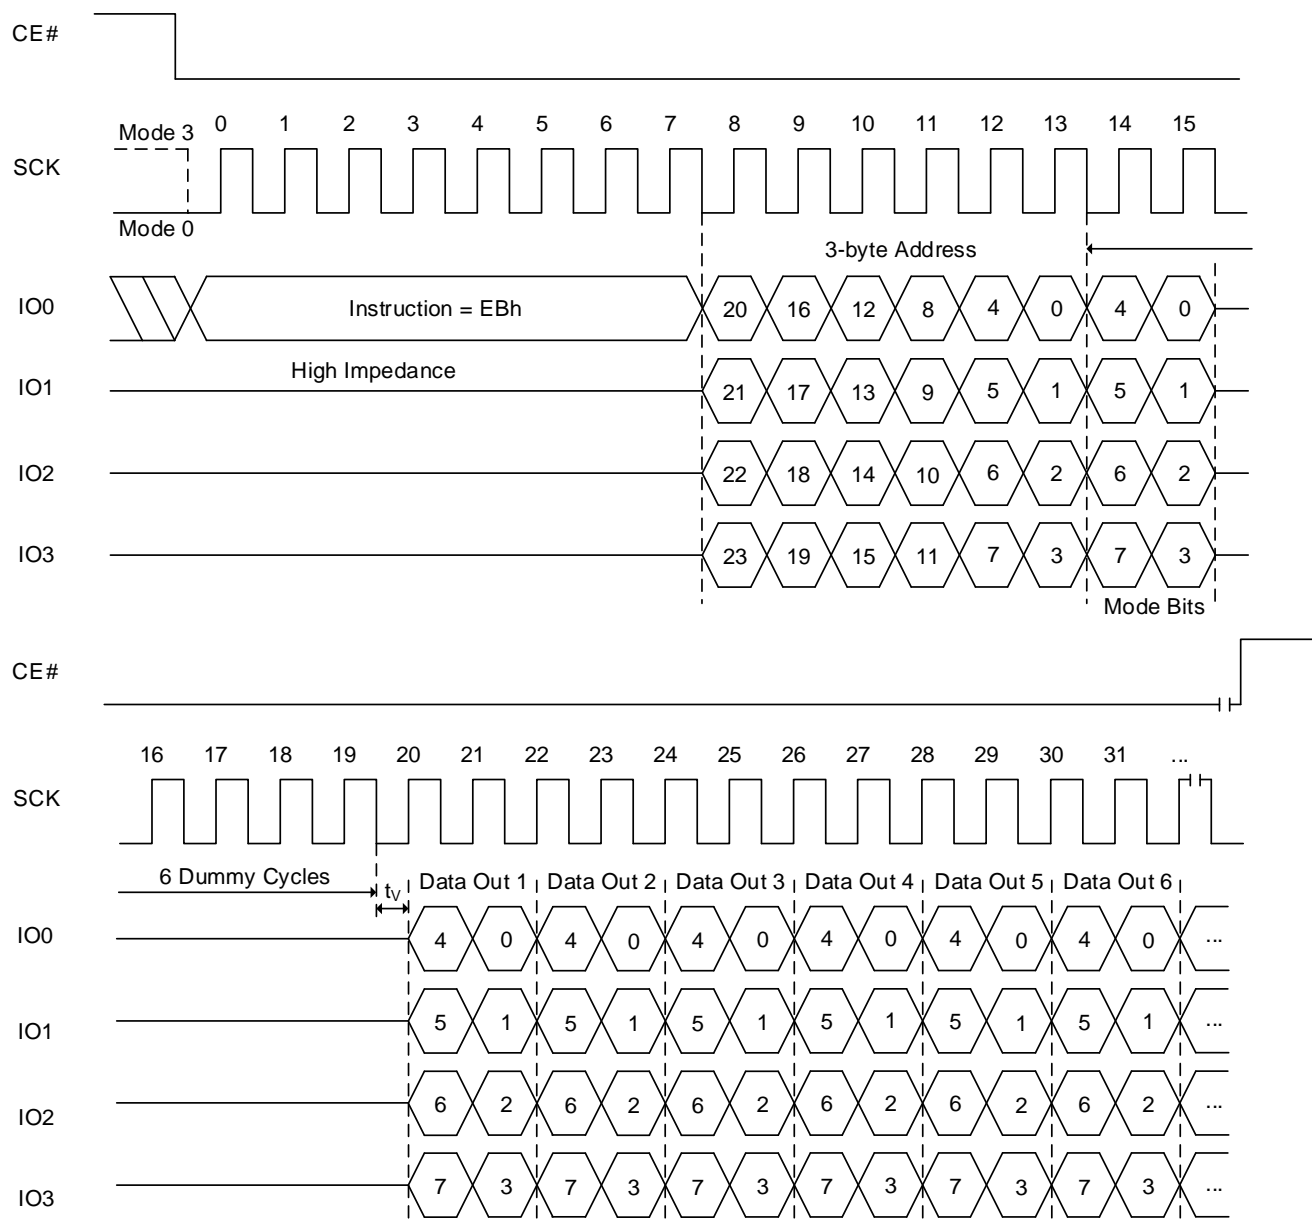 CE#
Mode 3 0 1 2 3 4 5 6 7 8 9 10 11 12 13 14 15
SCK
Mode 0
3-byte Address
IO0 Instruction = EBh 20 16 12 8 4 0 4 0
High Impedance
IO1 21 17 13 9 5 1 5 1
IO2 22 18 14 10 6 2 6 2
IO3 23 19 15 11 7 3 7 3
Mode Bits
CE#
16 17 18 19 20 21 22 23 24 25 26 27 28 29 30 31 ...
SCK
6 Dummy Cycles tV Data Out 1 Data Out 2 Data Out 3 Data Out 4 Data Out 5 Data Out 6
IO0 4 0 4 0 4 0 4 0 4 0 4 0 ...
IO1 5 1 5 1 5 1 5 1 5 1 5 1 ...
IO2 6 2 6 2 6 2 6 2 6 2 6 2 ...
IO3 7 3 7 3 7 3 7 3 7 3 7 3 ...